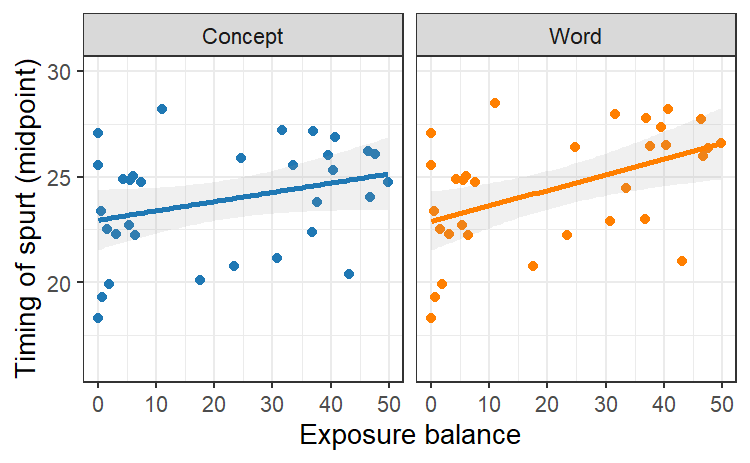 Concept Word
Timing of spurt (midpoint)
30
25
20
0 10 20 30 40 50 0 10 20 30 40 50
Exposure balance